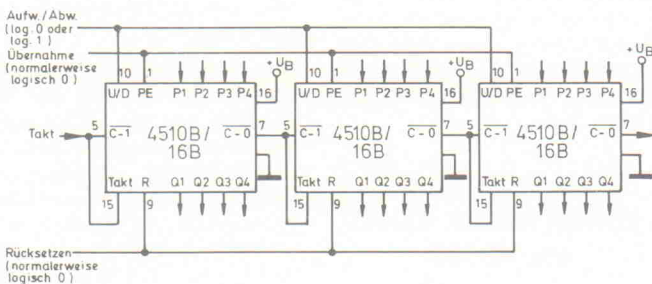 Aufw./Abw.
(log. 0 oder
log. 1)
Übernahme
(normalerweise
logisch 0)
10 1
U/D PE P1 P2 P3 P4
16
+UB
5
C-1
4510B/
16B
C-0
7
Takt R Q1 Q2 Q3 Q4
15
9
10 1
U/D PE P1 P2 P3 P4
16
+UB
5
C-1
4510B/
16B
C-0
7
Takt R Q1 Q2 Q3 Q4
15
9
10 1
U/D PE P1 P2 P3 P4
16
+UB
5
C-1
4510B/
16B
C-0
7
Takt R Q1 Q2 Q3 Q4
15
9
Takt
Rücksetzen
(normalerweise
logisch 0)